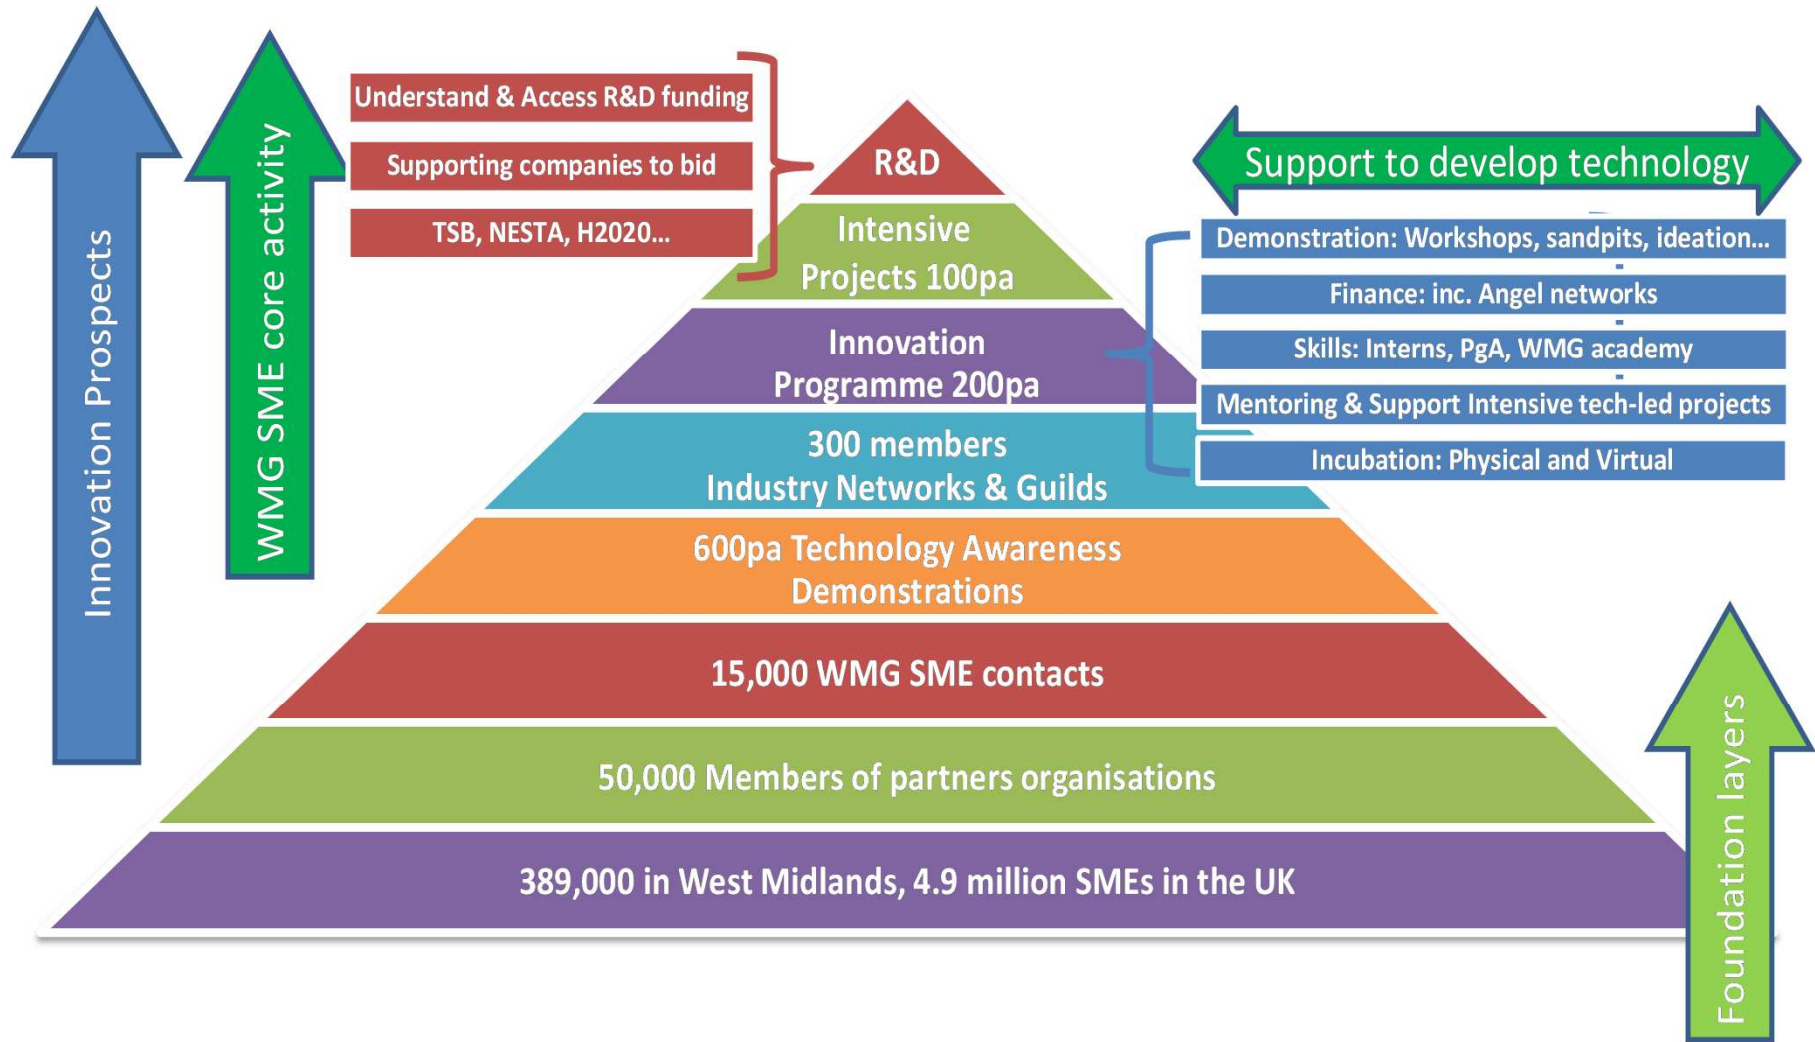 Innovation Prospects
WMG SME core activity
Understand & Access R&D funding
Supporting companies to bid
TSB, NESTA, H2020...
R&D
Intensive
Projects 100pa
Innovation
Programme 200pa
300 members
Industry Networks & Guilds
600pa Technology Awareness
Demonstrations
15,000 WMG SME contacts
50,000 Members of partners organisations
389,000 in West Midlands, 4.9 million SMEs in the UK
Support to develop technology
Demonstration: Workshops, sandpits, ideation...
Finance: inc. Angel networks
Skills: Interns, PgA, WMG academy
Mentoring & Support Intensive tech-led projects
Incubation: Physical and Virtual
Foundation layers